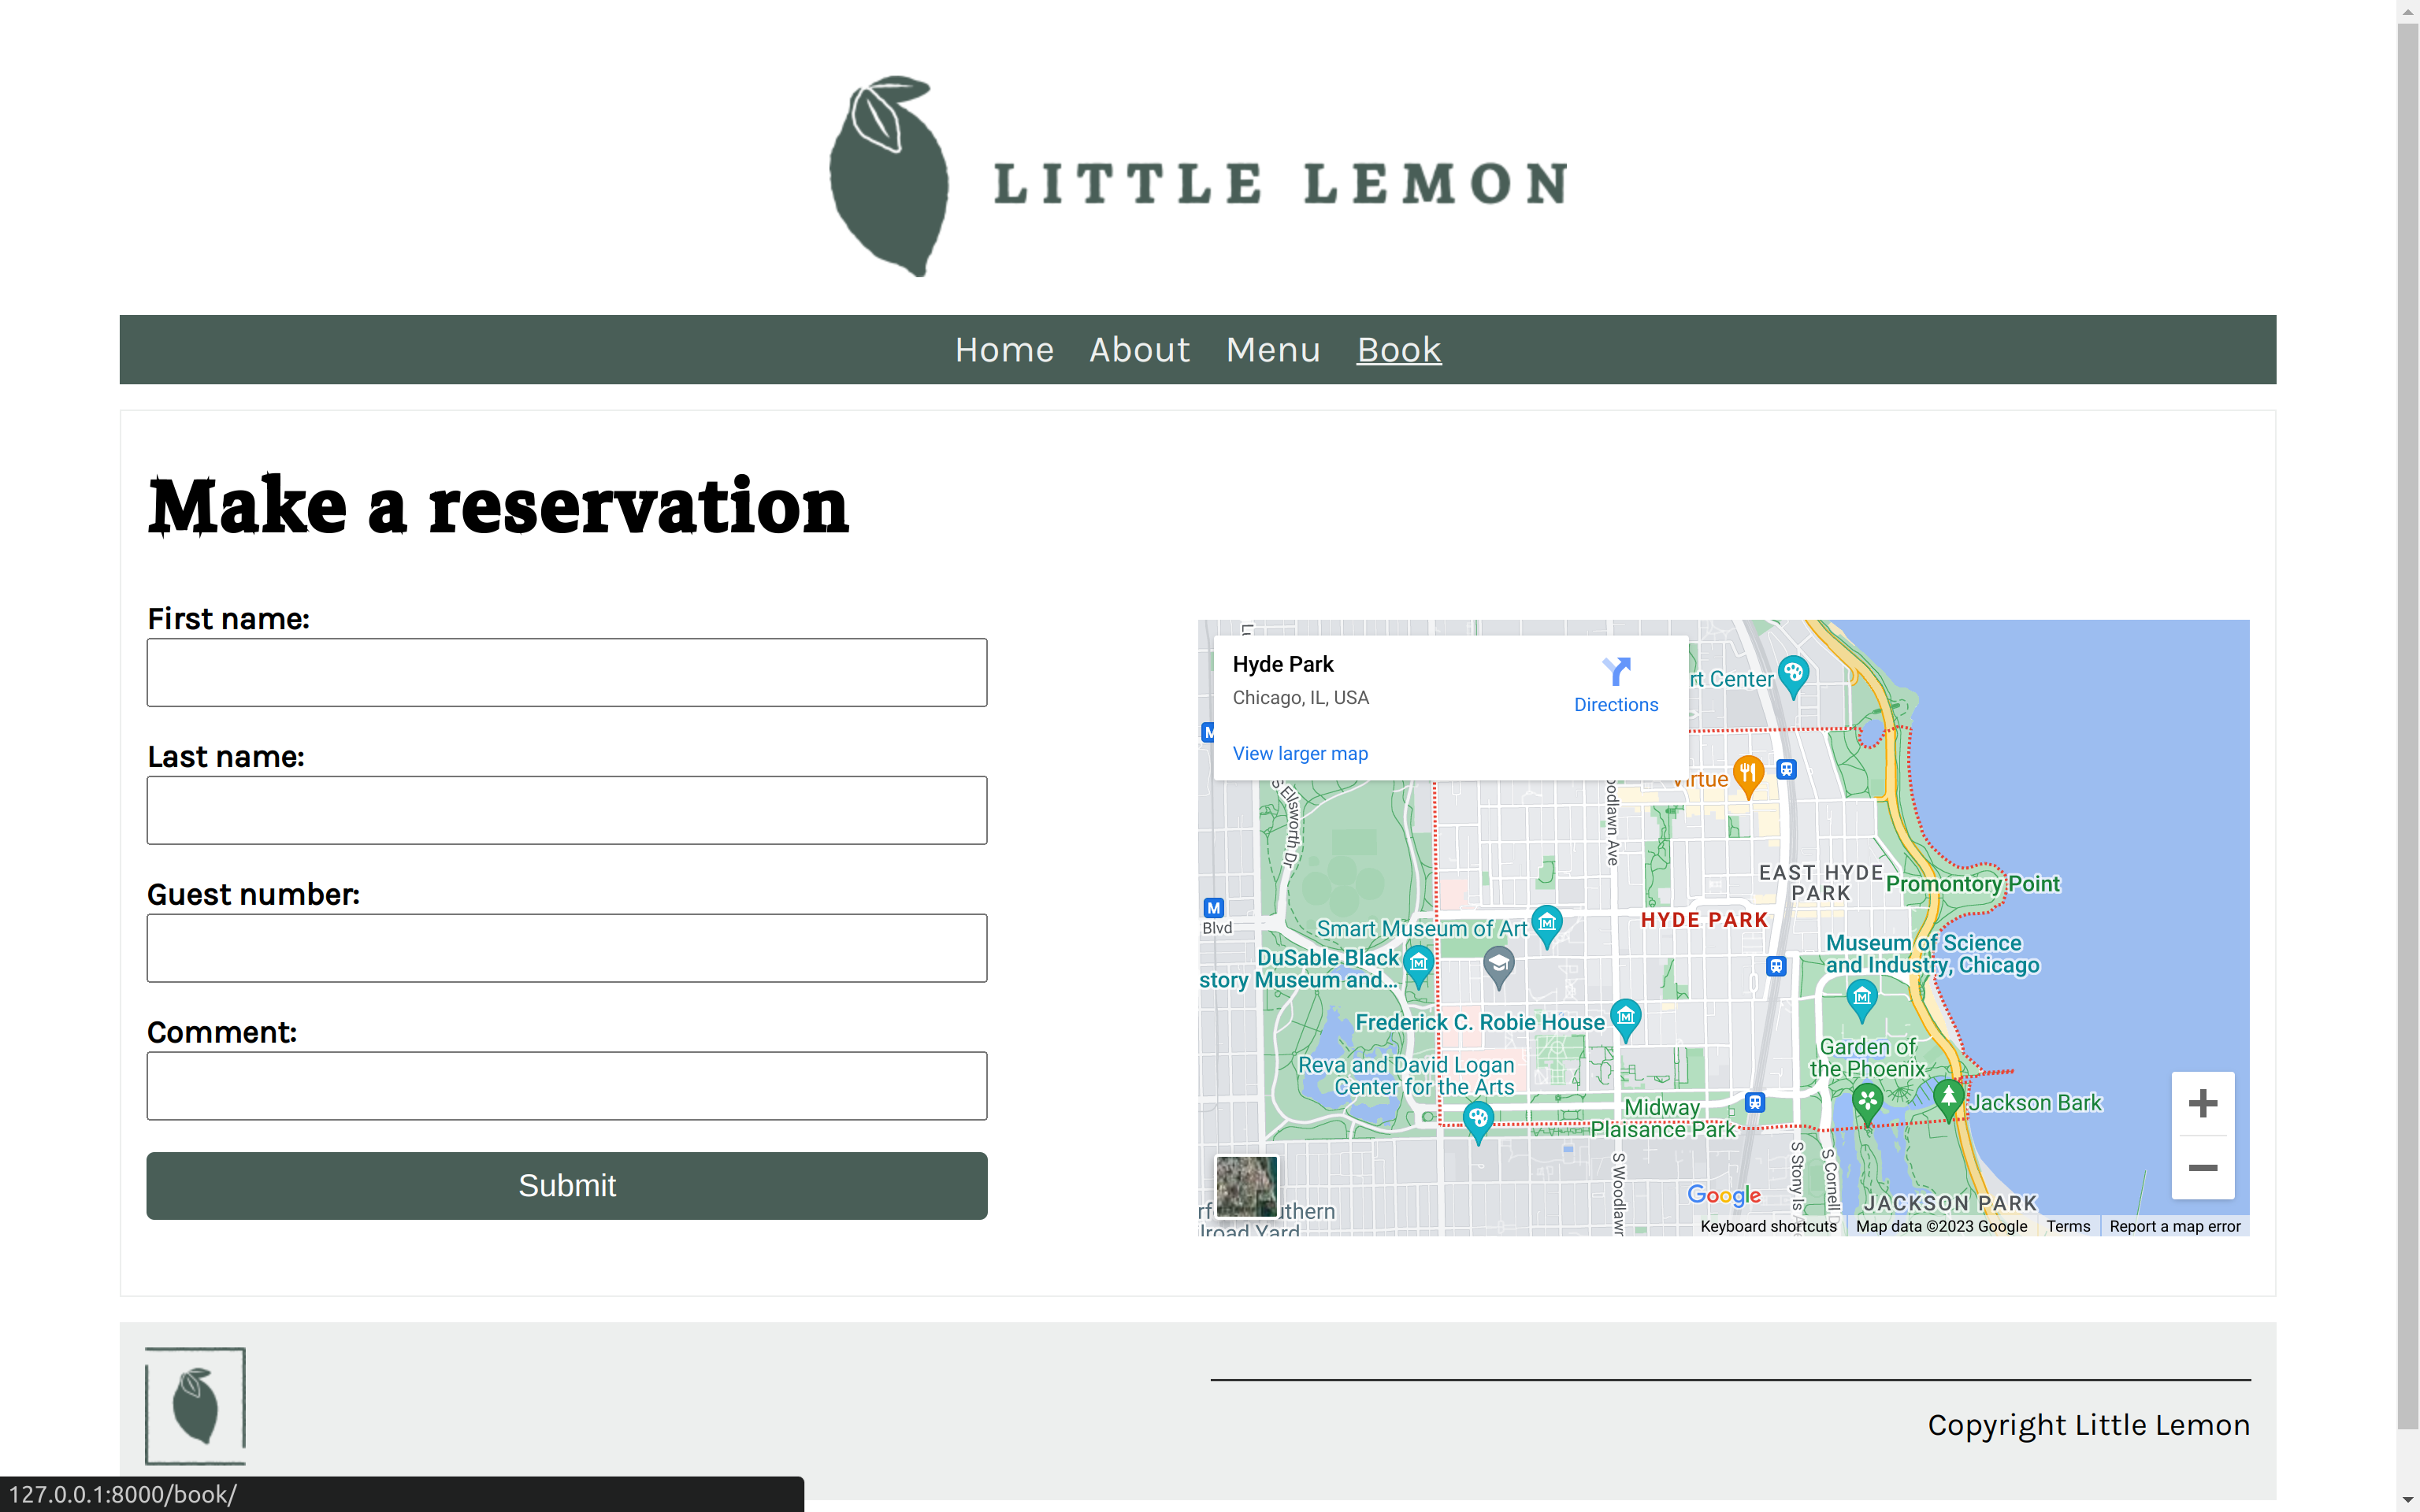 LITTLE LEMON
Home About Menu Book
Make a reservation
First name:
Last name:
Guest number:
Comment:
Submit
Hyde Park
Chicago, IL, USA
Directions
View larger map
rt Center
Virtue
S Ellsworth Dr
oodlawn Ave
EAST HYDE
PARK
Promontory Point
HYDE PARK
M
Blvd
Smart Museum of Art
DuSable Black
story Museum and...
Museum of Science
and Industry, Chicago
Frederick C. Robie House
Reva and David Logan
Center for the Arts
Garden of
the Phoenix
Midway
Plaisance Park
Jackson Bark
S Woodlawn
S Stony Is
S Cornell
JACKSON PARK
uthern
lroad Yard
Google
Keyboard shortcuts
Map data ©2023 Google
Terms
Report a map error
Copyright Little Lemon
127.0.0.1:8000/book/